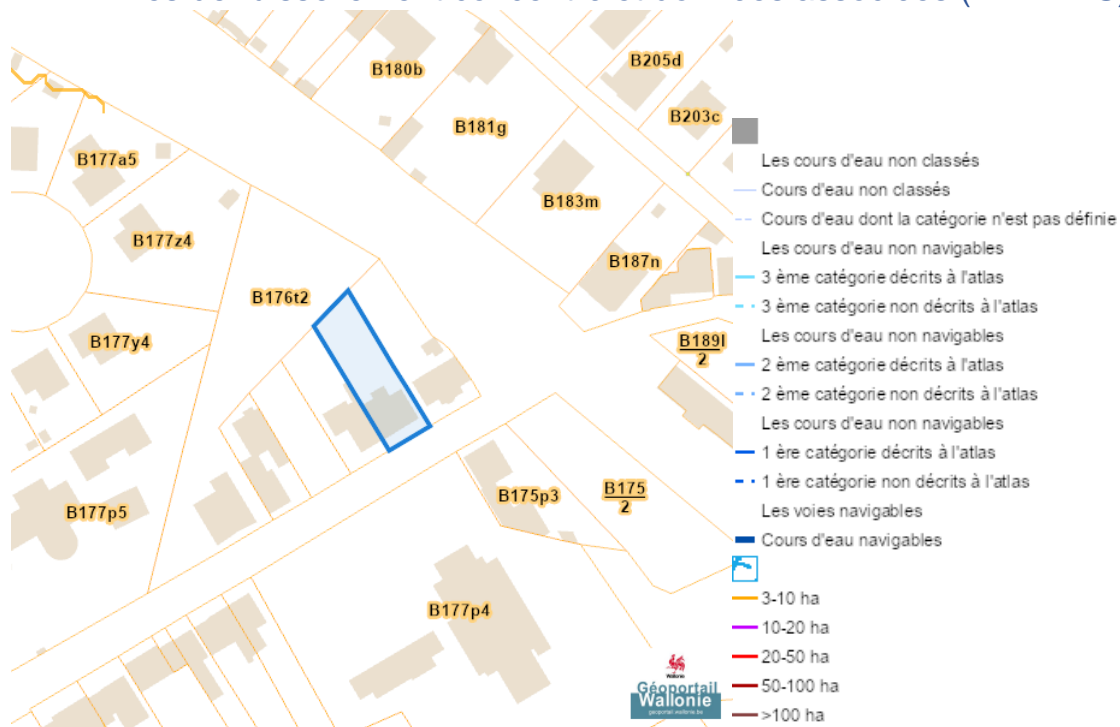 B180b
B205d
B203c
B181g
B177a5
B183m
B177z4
B187n
B176t2
B177y4
B189l
2
B175p3
B175
2
B177p5
B177p4
Wallonie
Géoportail
Wallonie
geoportail.wallonie.be
Les cours d'eau non classés
Cours d'eau non classés
Cours d'eau dont la catégorie n'est pas définie
Les cours d'eau non navigables
3 ème catégorie décrits à l'atlas
3 ème catégorie non décrits à l'atlas
Les cours d'eau non navigables
2 ème catégorie décrits à l'atlas
2 ème catégorie non décrits à l'atlas
Les cours d'eau non navigables
1 ère catégorie décrits à l'atlas
1 ère catégorie non décrits à l'atlas
Les voies navigables
Cours d'eau navigables
3-10 ha
10-20 ha
20-50 ha
50-100 ha
>100 ha